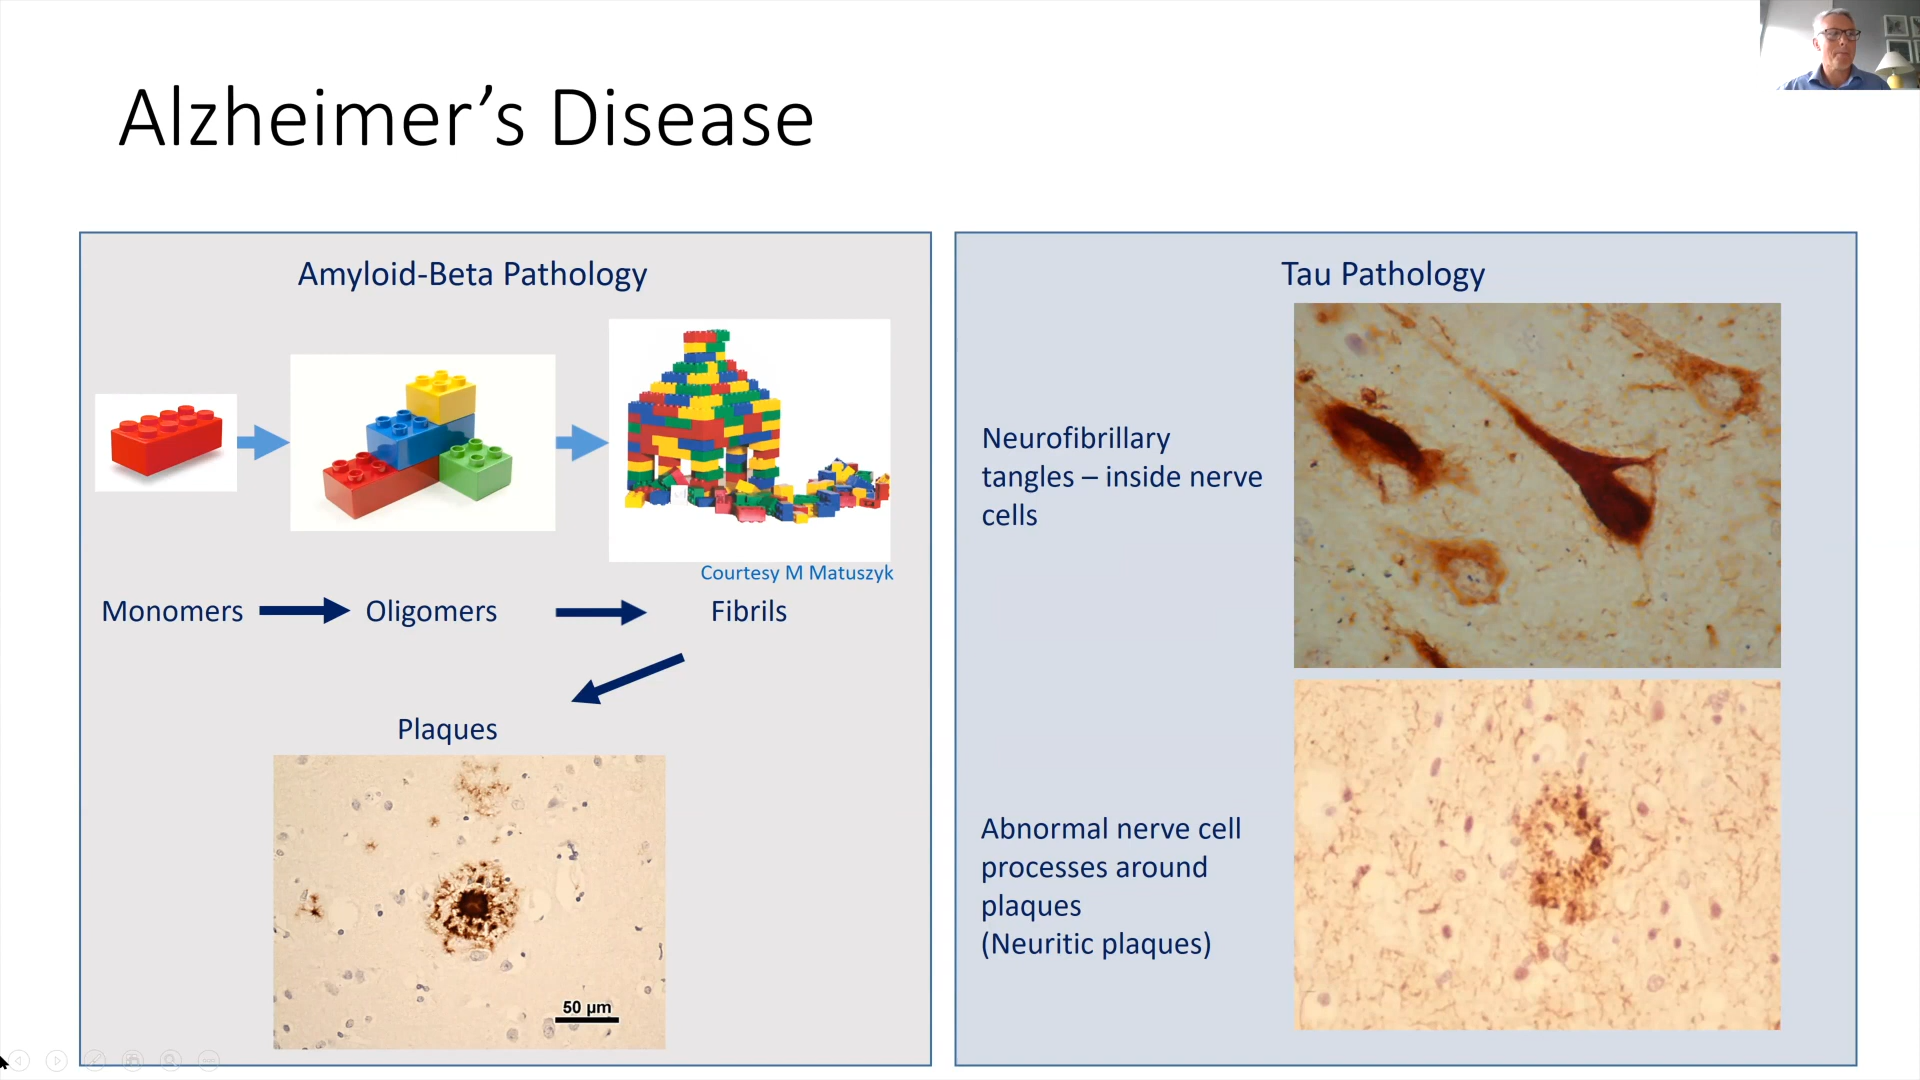 Alzheimer’s Disease
Amyloid-Beta Pathology
Courtesy M Matuszyk
Monomers
Oligomers
Fibrils
Plaques
50 µm
Tau Pathology
Neurofibrillary
tangles – inside nerve
cells
Abnormal nerve cell
processes around
plaques
(Neuritic plaques)